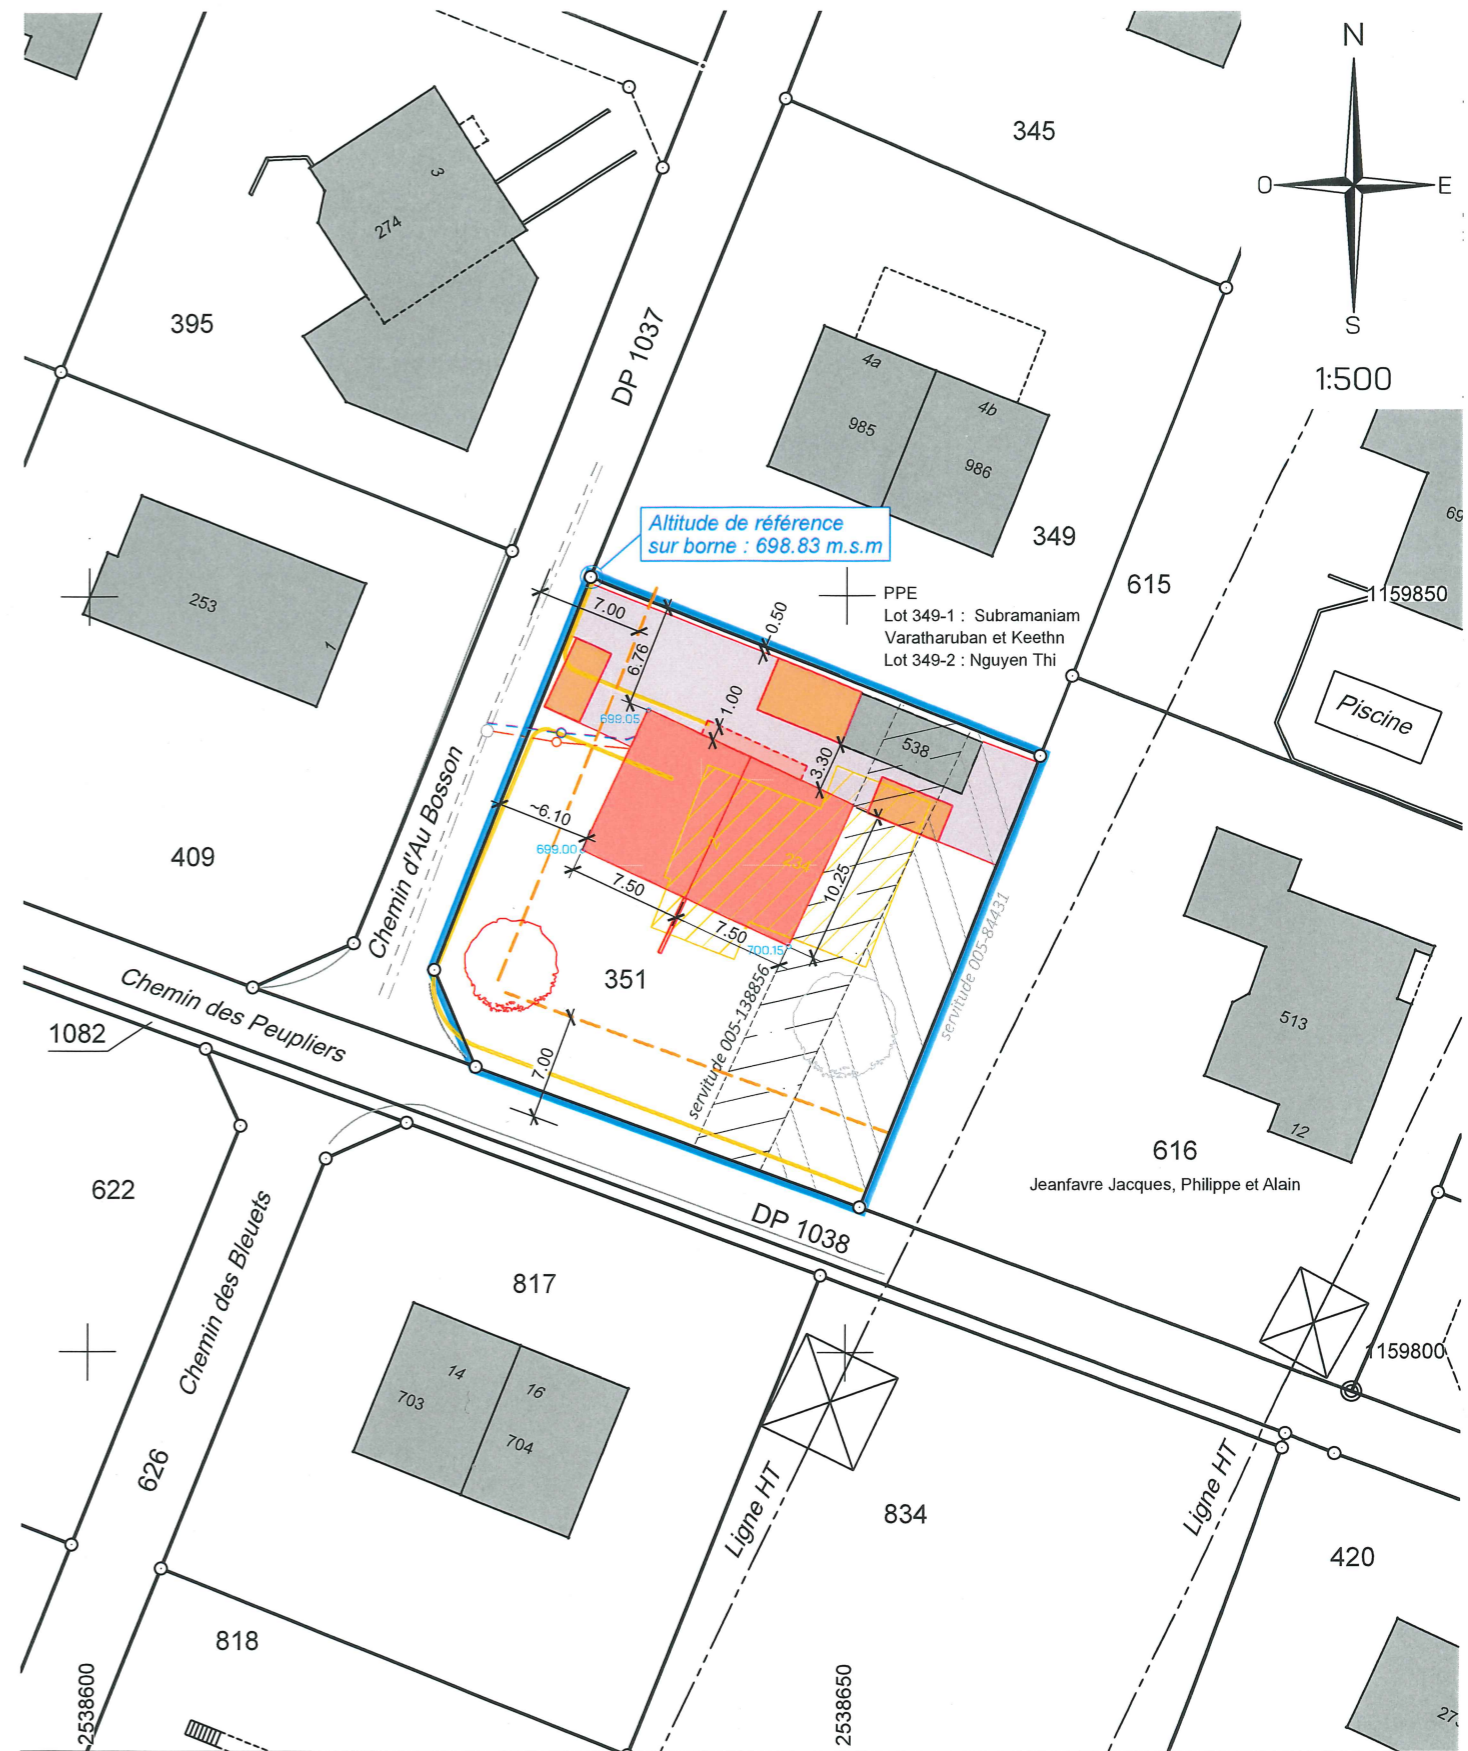 N
O
E
S
1:500
345
3
274
395
DP 1037
4a
4b
985
986
349
615
1159850
Altitude de référence
sur borne : 698.83 m.s.m
PPE
Lot 349-1 : Subramaniam
Varatharuban et Keethn
Lot 349-2 : Nguyen Thi
253
1
7.00
6.76
~0.50
1.00
699.05
3.30
538
Piscine
~6.10
699.00
7.50
7.50
2
234
10.25
700.15
409
Chemin d'Au Bosson
351
7.00
servitude 005-138856
servitude 005-84431
513
12
Chemin des Peupliers
1082
616
Jeanfavre Jacques, Philippe et Alain
622
Chemin des Bleuets
DP 1038
817
14
16
703
704
1159800
626
Ligne HT
Ligne HT
834
420
818
2538600
2538650